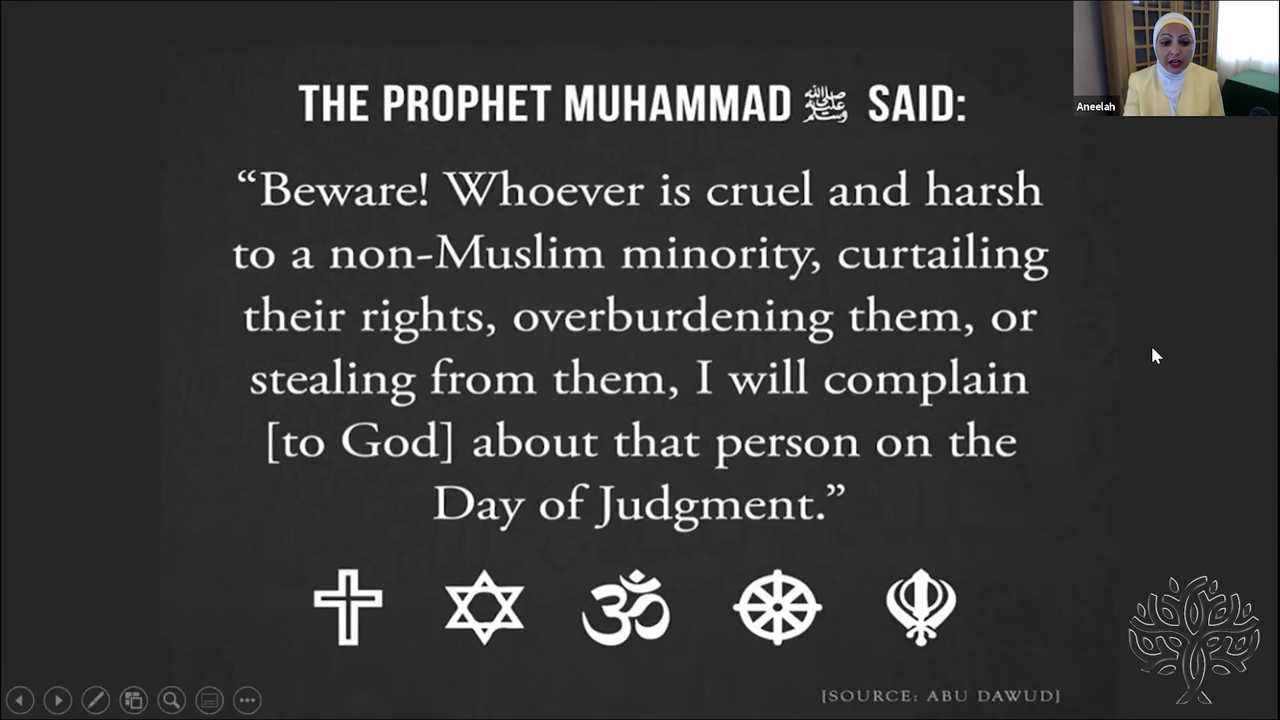 Aneelah
THE PROPHET MUHAMMAD ﷺ SAID:
“Beware! Whoever is cruel and harsh
to a non-Muslim minority, curtailing
their rights, overburdening them, or
stealing from them, I will complain
[to God] about that person on the
Day of Judgment.”
ॐ
[SOURCE: ABU DAWUD]